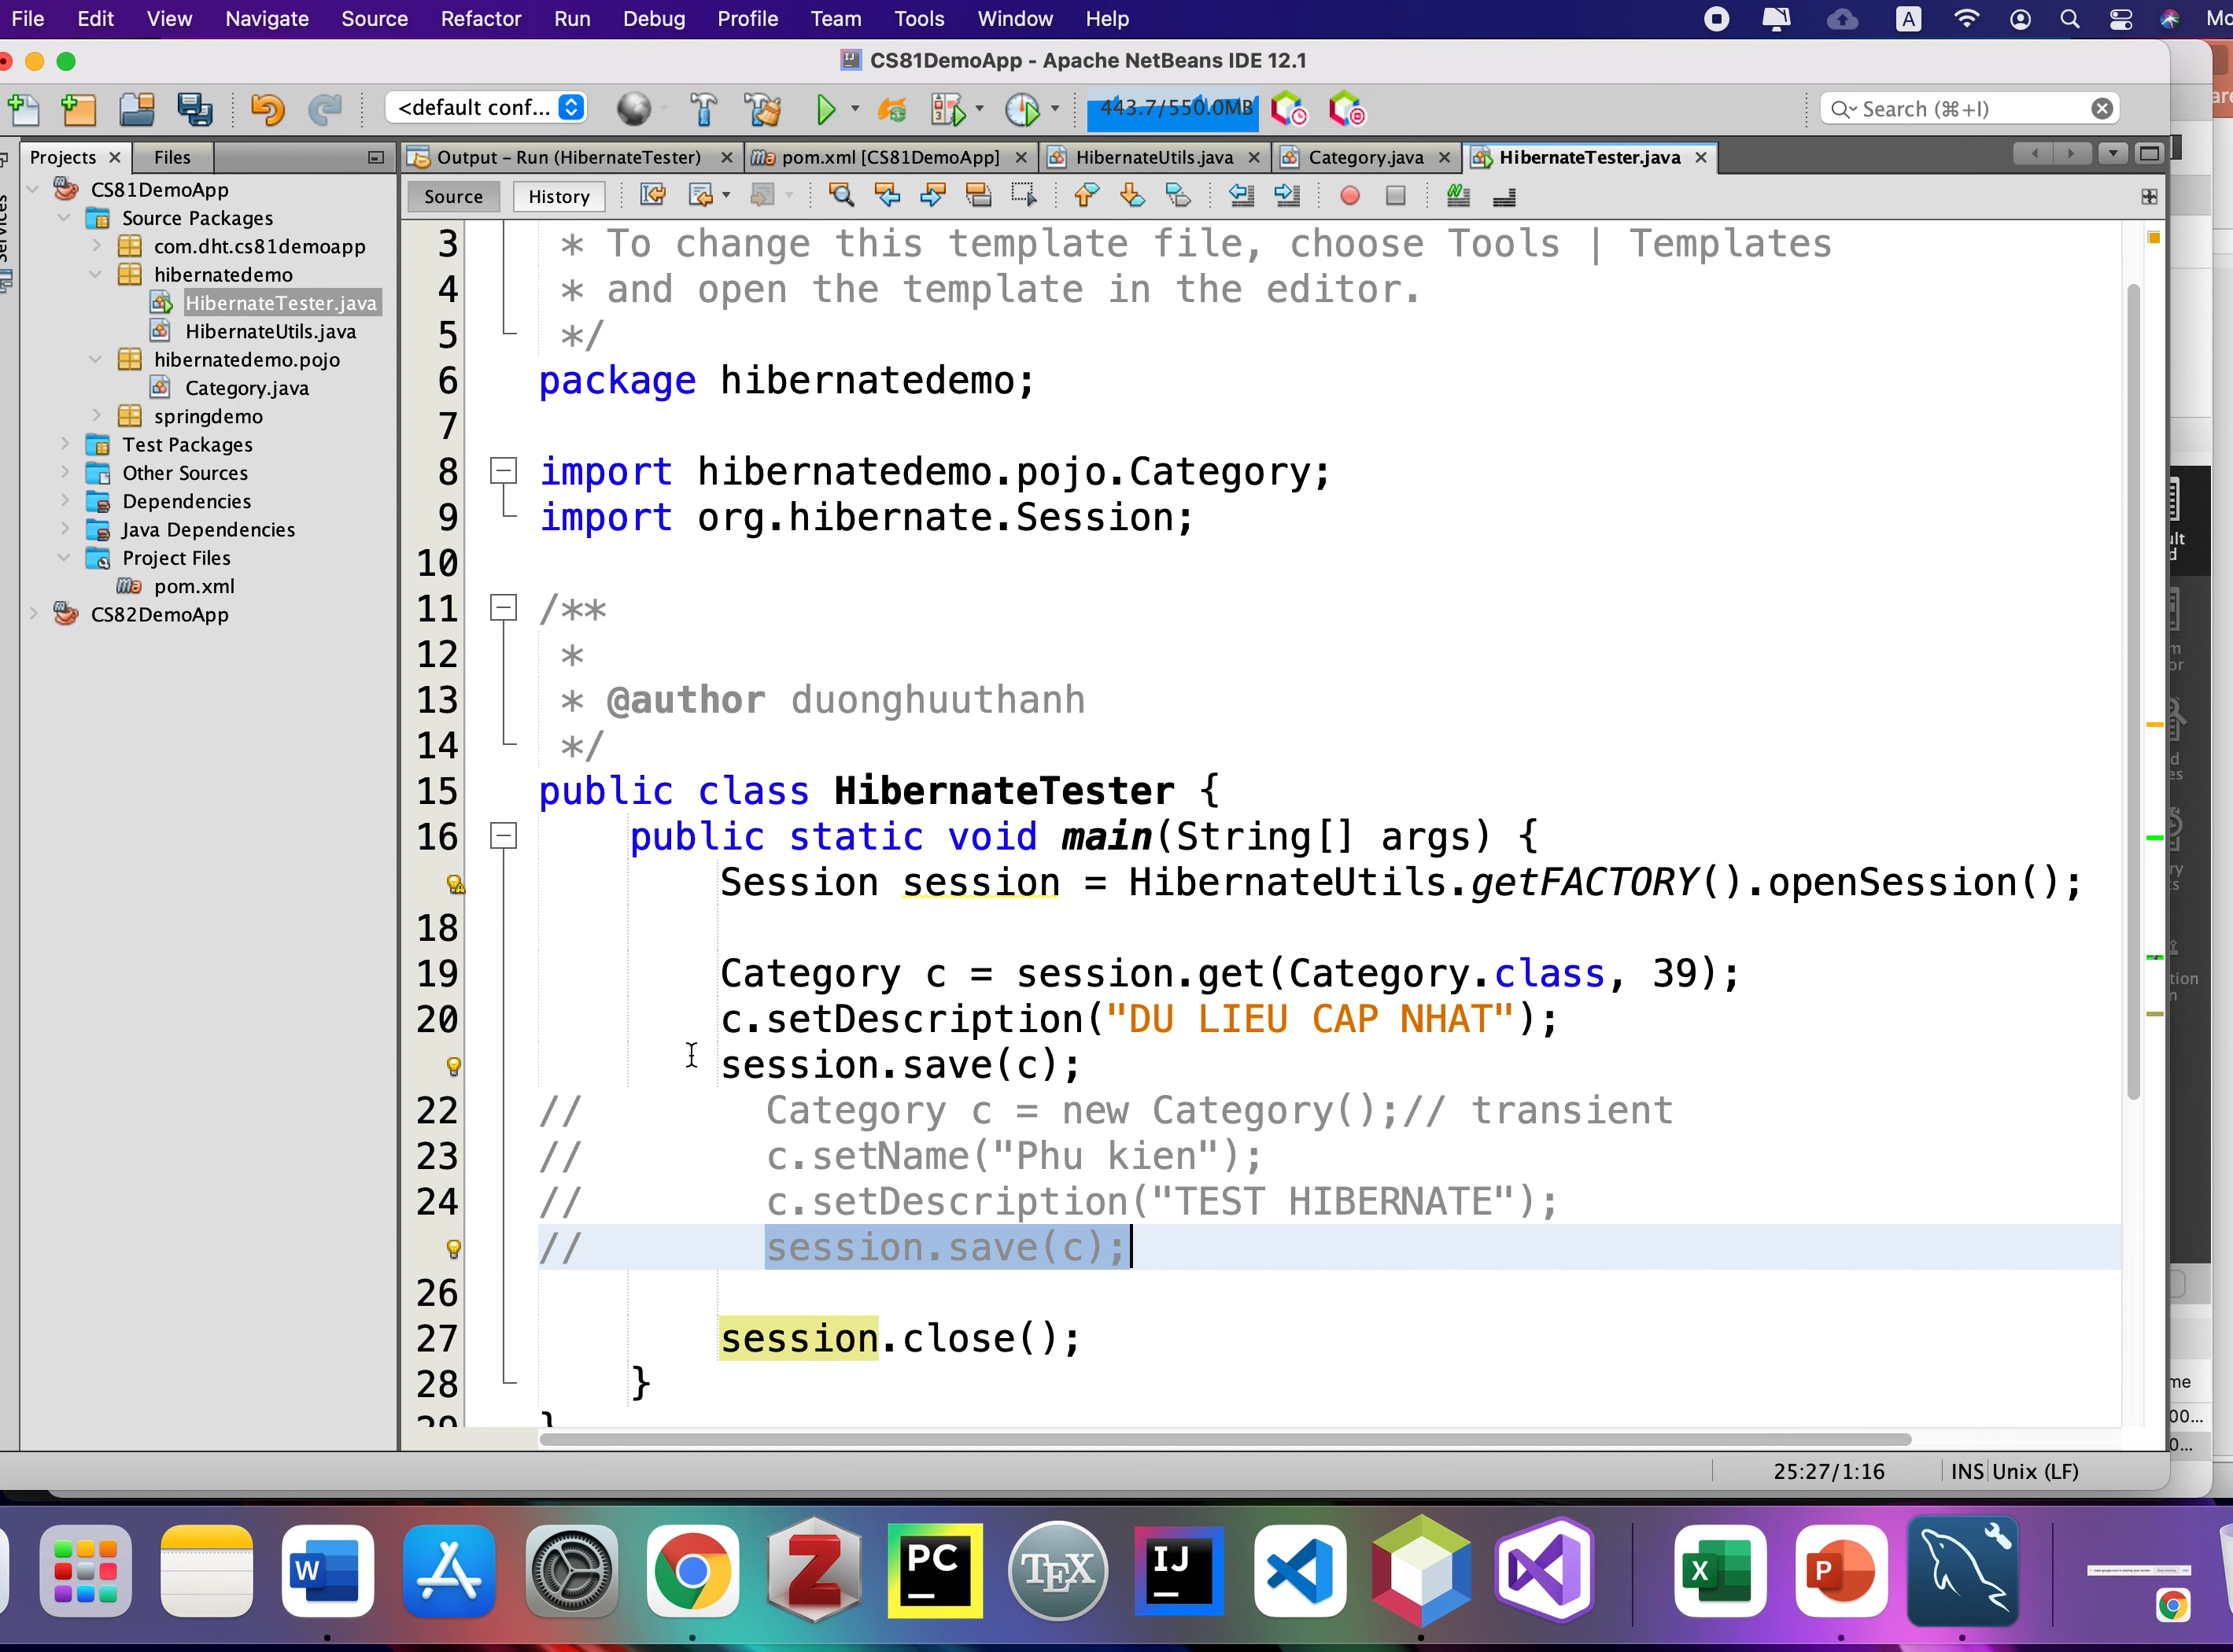 File Edit View Navigate Source Refactor Run Debug Profile Team Tools Window Help
CS81DemoApp - Apache NetBeans IDE 12.1
<default conf... 443.7/550.0MB Search (⌘+I)
Projects Files
Output - Run (HibernateTester) pom.xml [CS81DemoApp] HibernateUtils.java Category.java HibernateTester.java
Source History
Services
CS81DemoApp
Source Packages
com.dht.cs81demoapp
hibernatedemo
HibernateTester.java
HibernateUtils.java
hibernatedemo.pojo
Category.java
springdemo
Test Packages
Other Sources
Dependencies
Java Dependencies
Project Files
pom.xml
CS82DemoApp
3 * To change this template file, choose Tools | Templates
4 * and open the template in the editor.
5 */
6 package hibernatedemo;
7
8 import hibernatedemo.pojo.Category;
9 import org.hibernate.Session;
10
11 /**
12 *
13 * @author duonghuuthanh
14 */
15 public class HibernateTester {
16 public static void main(String[] args) {
Session session = HibernateUtils.getFACTORY().openSession();
18
19 Category c = session.get(Category.class, 39);
20 c.setDescription("DU LIEU CAP NHAT");
session.save(c);
22 // Category c = new Category();// transient
23 // c.setName("Phu kien");
24 // c.setDescription("TEST HIBERNATE");
// session.save(c);
26
27 session.close();
28 }
29 }
25:27/1:16 INS Unix (LF)
W PC TEX IJ X P